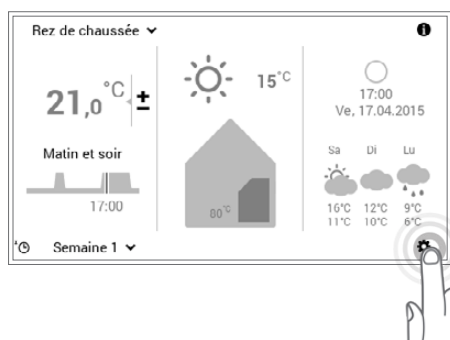 Rez de chaussée
i
21,0 °C ±
15°C
17:00
Ve, 17.04.2015
Matin et soir
17:00
80°C
Sa Di Lu
16°C 12°C 9°C
11°C 10°C 6°C
Semaine 1